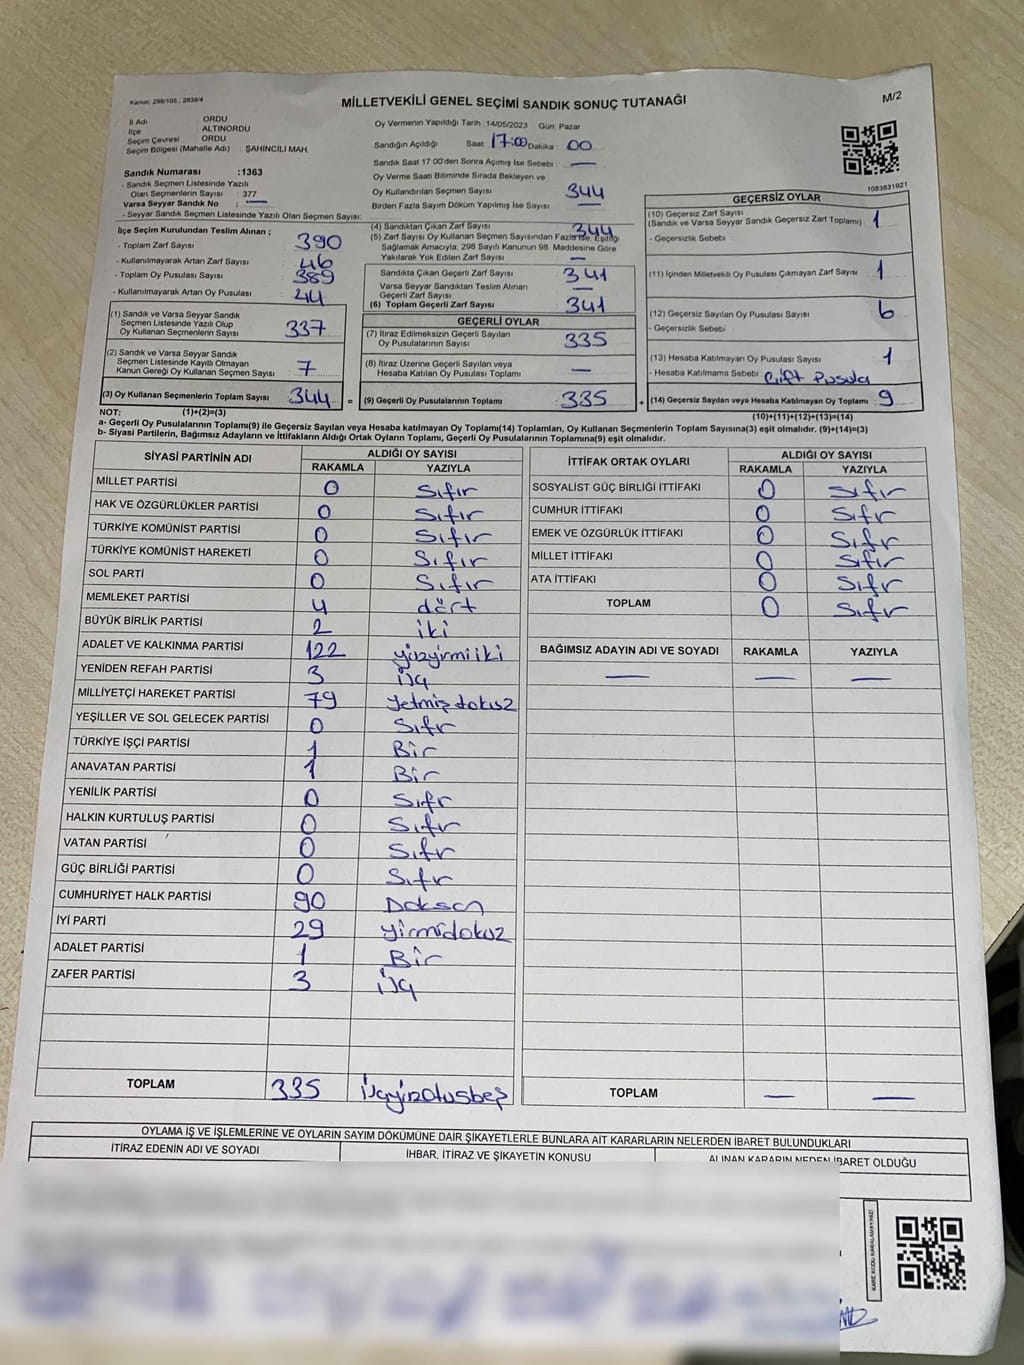 Kanun: 298/105 , 2839/4
MİLLETVEKİLİ GENEL SEÇİMİ SANDIK SONUÇ TUTANAĞI
M/2
İl Adı : ORDU
İlçe : ALTINORDU
Seçim Çevresi : ORDU
Seçim Bölgesi (Mahalle Adı) : ŞAHİNCİLİ MAH.
Sandık Numarası :1363
- Sandık Seçmen Listesinde Yazılı
Olan Seçmenlerin Sayısı : 377
Varsa Seyyar Sandık No : —
- Seyyar Sandık Seçmen Listesinde Yazılı Olan Seçmen Sayısı:
Oy Vermenin Yapıldığı Tarih :14/05/2023 Gün: Pazar
Sandığın Açıldığı Saat: 17:00 Dakika: 00
Sandık Saat 17:00'den Sonra Açımış İse Sebebi —
Oy Verme Saati Bitiminde Sırada Bekleyen ve
Oy Kullandırılan Seçmen Sayısı 344
Birden Fazla Sayım Döküm Yapılmış İse Sayısı —
1083831921
İlçe Seçim Kurulundan Teslim Alınan ;
- Toplam Zarf Sayısı : 390
- Kullanılmayarak Artan Zarf Sayısı : 46
- Toplam Oy Pusulası Sayısı : 389
- Kullanılmayarak Artan Oy Pusulası : 44
(1) Sandık ve Varsa Seyyar Sandık
Seçmen Listesinde Yazılı Olup
Oy Kullanan Seçmenlerin Sayısı : 337
(2) Sandık ve Varsa Seyyar Sandık
Seçmen Listesinde Kayıtlı Olmayan
Kanun Gereği Oy Kullanan Seçmen Sayısı : 7
(3) Oy Kullanan Seçmenlerin Toplam Sayısı : 344 =
(4) Sandıktan Çıkan Zarf Sayısı 344
(5) Zarf Sayısı Oy Kullanan Seçmen Sayısından Fazla ise, Eşitliği
Sağlamak Amacıyla; 298 Sayılı Kanunun 98. Maddesine Göre
Yakılarak Yok Edilen Zarf Sayısı —
Sandıkta Çıkan Geçerli Zarf Sayısı 341
Varsa Seyyar Sandıktan Teslim Alınan
Geçerli Zarf Sayısı —
(6) Toplam Geçerli Zarf Sayısı 341
GEÇERLİ OYLAR
(7) İtiraz Edilmeksizin Geçerli Sayılan
Oy Pusulalarının Sayısı : 335
(8) İtiraz Üzerine Geçerli Sayılan veya
Hesaba Katılan Oy Pusulası Toplamı : —
(9) Geçerli Oy Pusulalarının Toplamı : 335 +
GEÇERSİZ OYLAR
(10) Geçersiz Zarf Sayısı
(Sandık ve Varsa Seyyar Sandık Geçersiz Zarf Toplamı) : 1
- Geçersizlik Sebebi :
(11) İçinden Milletvekili Oy Pusulası Çıkmayan Zarf Sayısı : 1
(12) Geçersiz Sayılan Oy Pusulası Sayısı : 6
- Geçersizlik Sebebi :
(13) Hesaba Katılmayan Oy Pusulası Sayısı : 1
- Hesaba Katılmama Sebebi : Çift Pusula
(14) Geçersiz Sayılan veya Hesaba Katılmayan Oy Toplamı : 9
NOT: (1)+(2)=(3)
(10)+(11)+(12)+(13)=(14)
a- Geçerli Oy Pusulalarının Toplamı(9) ile Geçersiz Sayılan veya Hesaba Katılmayan oy Toplamı(14) Toplamları, Oy Kullanan Seçmenlerin Toplam Sayısına(3) eşit olmalıdır. (9)+(14)=(3)
b- Siyasi Partilerin, Bağımsız Adayların ve İttifakların Aldığı Ortak Oyların Toplamı, Geçerli Oy Pusulalarının Toplamına(9) eşit olmalıdır.
SİYASİ PARTİNİN ADI ALDIĞI OY SAYISI
RAKAMLA YAZIYLA
MİLLET PARTİSİ 0 Sıfır
HAK VE ÖZGÜRLÜKLER PARTİSİ 0 Sıfır
TÜRKİYE KOMÜNİST PARTİSİ 0 Sıfır
TÜRKİYE KOMÜNİST HAREKETİ 0 Sıfır
SOL PARTİ 0 Sıfır
MEMLEKET PARTİSİ 4 dört
BÜYÜK BİRLİK PARTİSİ 2 iki
ADALET VE KALKINMA PARTİSİ 122 yüzyirmiiki
YENİDEN REFAH PARTİSİ 3 üç
MİLLİYETÇİ HAREKET PARTİSİ 79 yetmişdokuz
YEŞİLLER VE SOL GELECEK PARTİSİ 0 Sıfr
TÜRKİYE İŞÇİ PARTİSİ 1 Bir
ANAVATAN PARTİSİ 1 Bir
YENİLİK PARTİSİ 0 Sıfr
HALKIN KURTULUŞ PARTİSİ 0 Sıfr
VATAN PARTİSİ 0 Sıfr
GÜÇ BİRLİĞİ PARTİSİ 0 Sıfr
CUMHURİYET HALK PARTİSİ 90 Doksan
İYİ PARTİ 29 yirmidokuz
ADALET PARTİSİ 1 Bir
ZAFER PARTİSİ 3 üç
TOPLAM 335 üçyüzotuzbeş
İTTİFAK ORTAK OYLARI ALDIĞI OY SAYISI
RAKAMLA YAZIYLA
SOSYALİST GÜÇ BİRLİĞİ İTTİFAKI 0 Sıfır
CUMHUR İTTİFAKI 0 Sıfr
EMEK VE ÖZGÜRLÜK İTTİFAKI 0 Sıfr
MİLLET İTTİFAKI 0 Sıfır
ATA İTTİFAKI 0 Sıfr
TOPLAM 0 Sıfr
BAĞIMSIZ ADAYIN ADI VE SOYADI RAKAMLA YAZIYLA
— — —
TOPLAM — —
OYLAMA İŞ VE İŞLEMLERİNE VE OYLARIN SAYIM DÖKÜMÜNE DAİR ŞİKAYETLERLE BUNLARA AİT KARARLARIN NELERDEN İBARET BULUNDUKLARI
İTİRAZ EDENİN ADI VE SOYADI İHBAR, İTİRAZ VE ŞİKAYETİN KONUSU ALINAN KARARIN NEDEN İBARET OLDUĞU
KARE KODU KARALAMAYINIZ!